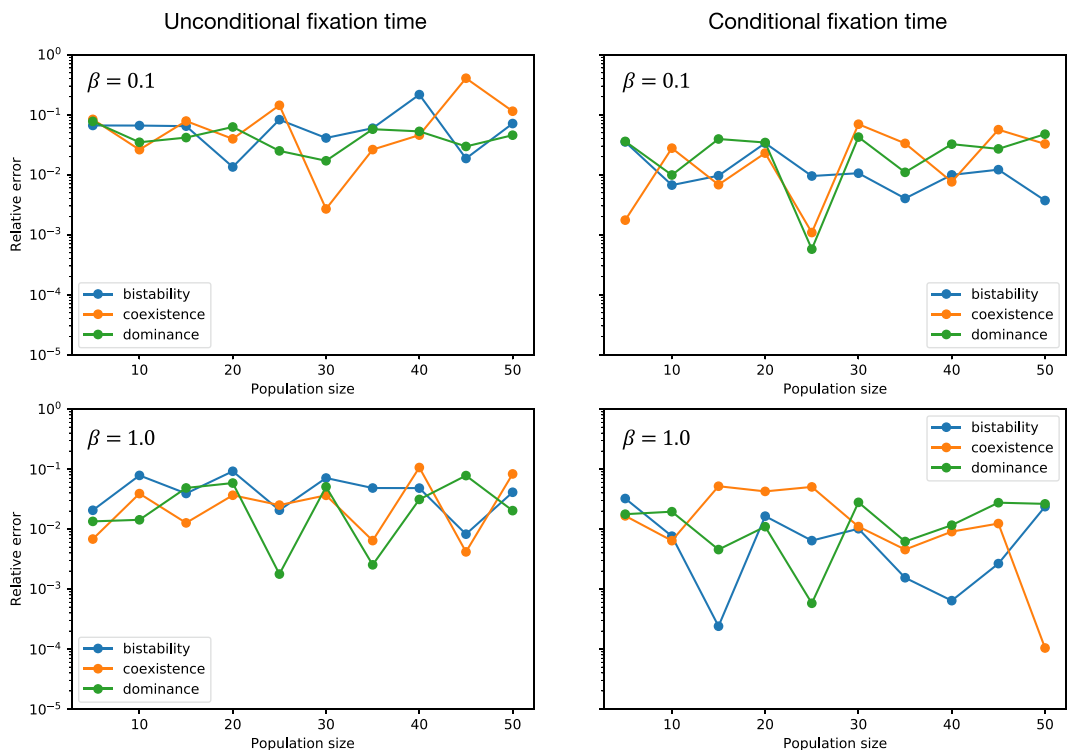 Unconditional fixation time
Conditional fixation time
10⁰
10⁻¹
10⁻²
10⁻³
10⁻⁴
10⁻⁵
Relative error
β = 0.1
bistability
coexistence
dominance
10 20 30 40 50
Population size
β = 0.1
bistability
coexistence
dominance
10 20 30 40 50
Population size
10⁰
10⁻¹
10⁻²
10⁻³
10⁻⁴
10⁻⁵
Relative error
β = 1.0
bistability
coexistence
dominance
10 20 30 40 50
Population size
β = 1.0
bistability
coexistence
dominance
10 20 30 40 50
Population size